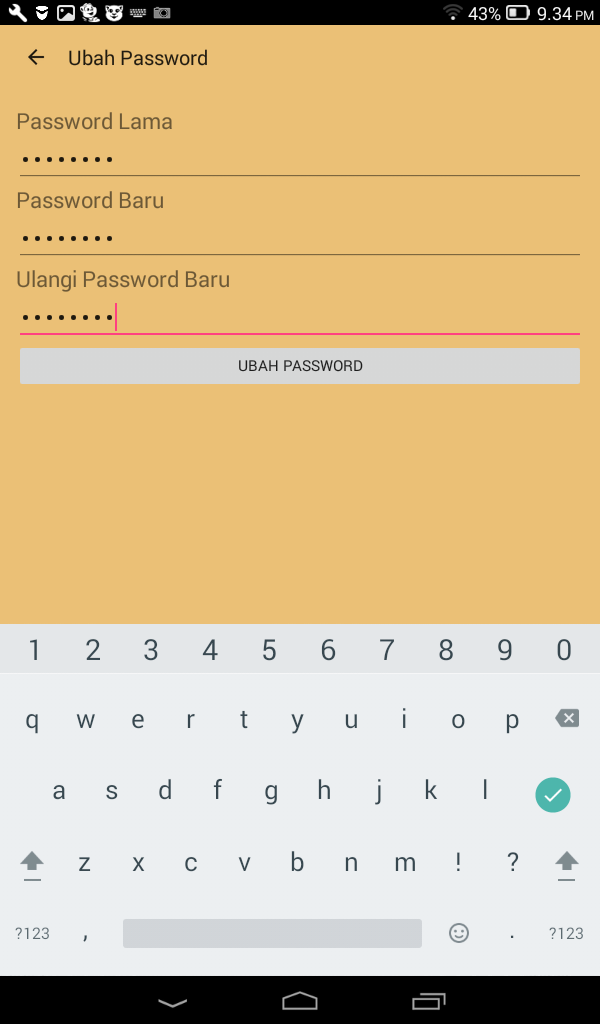 43% 9.34 PM
Ubah Password
Password Lama
••••••••
Password Baru
••••••••
Ulangi Password Baru
••••••••
UBAH PASSWORD
1 2 3 4 5 6 7 8 9 0
q w e r t y u i o p
a s d f g h j k l
z x c v b n m ! ?
?123 , . ?123